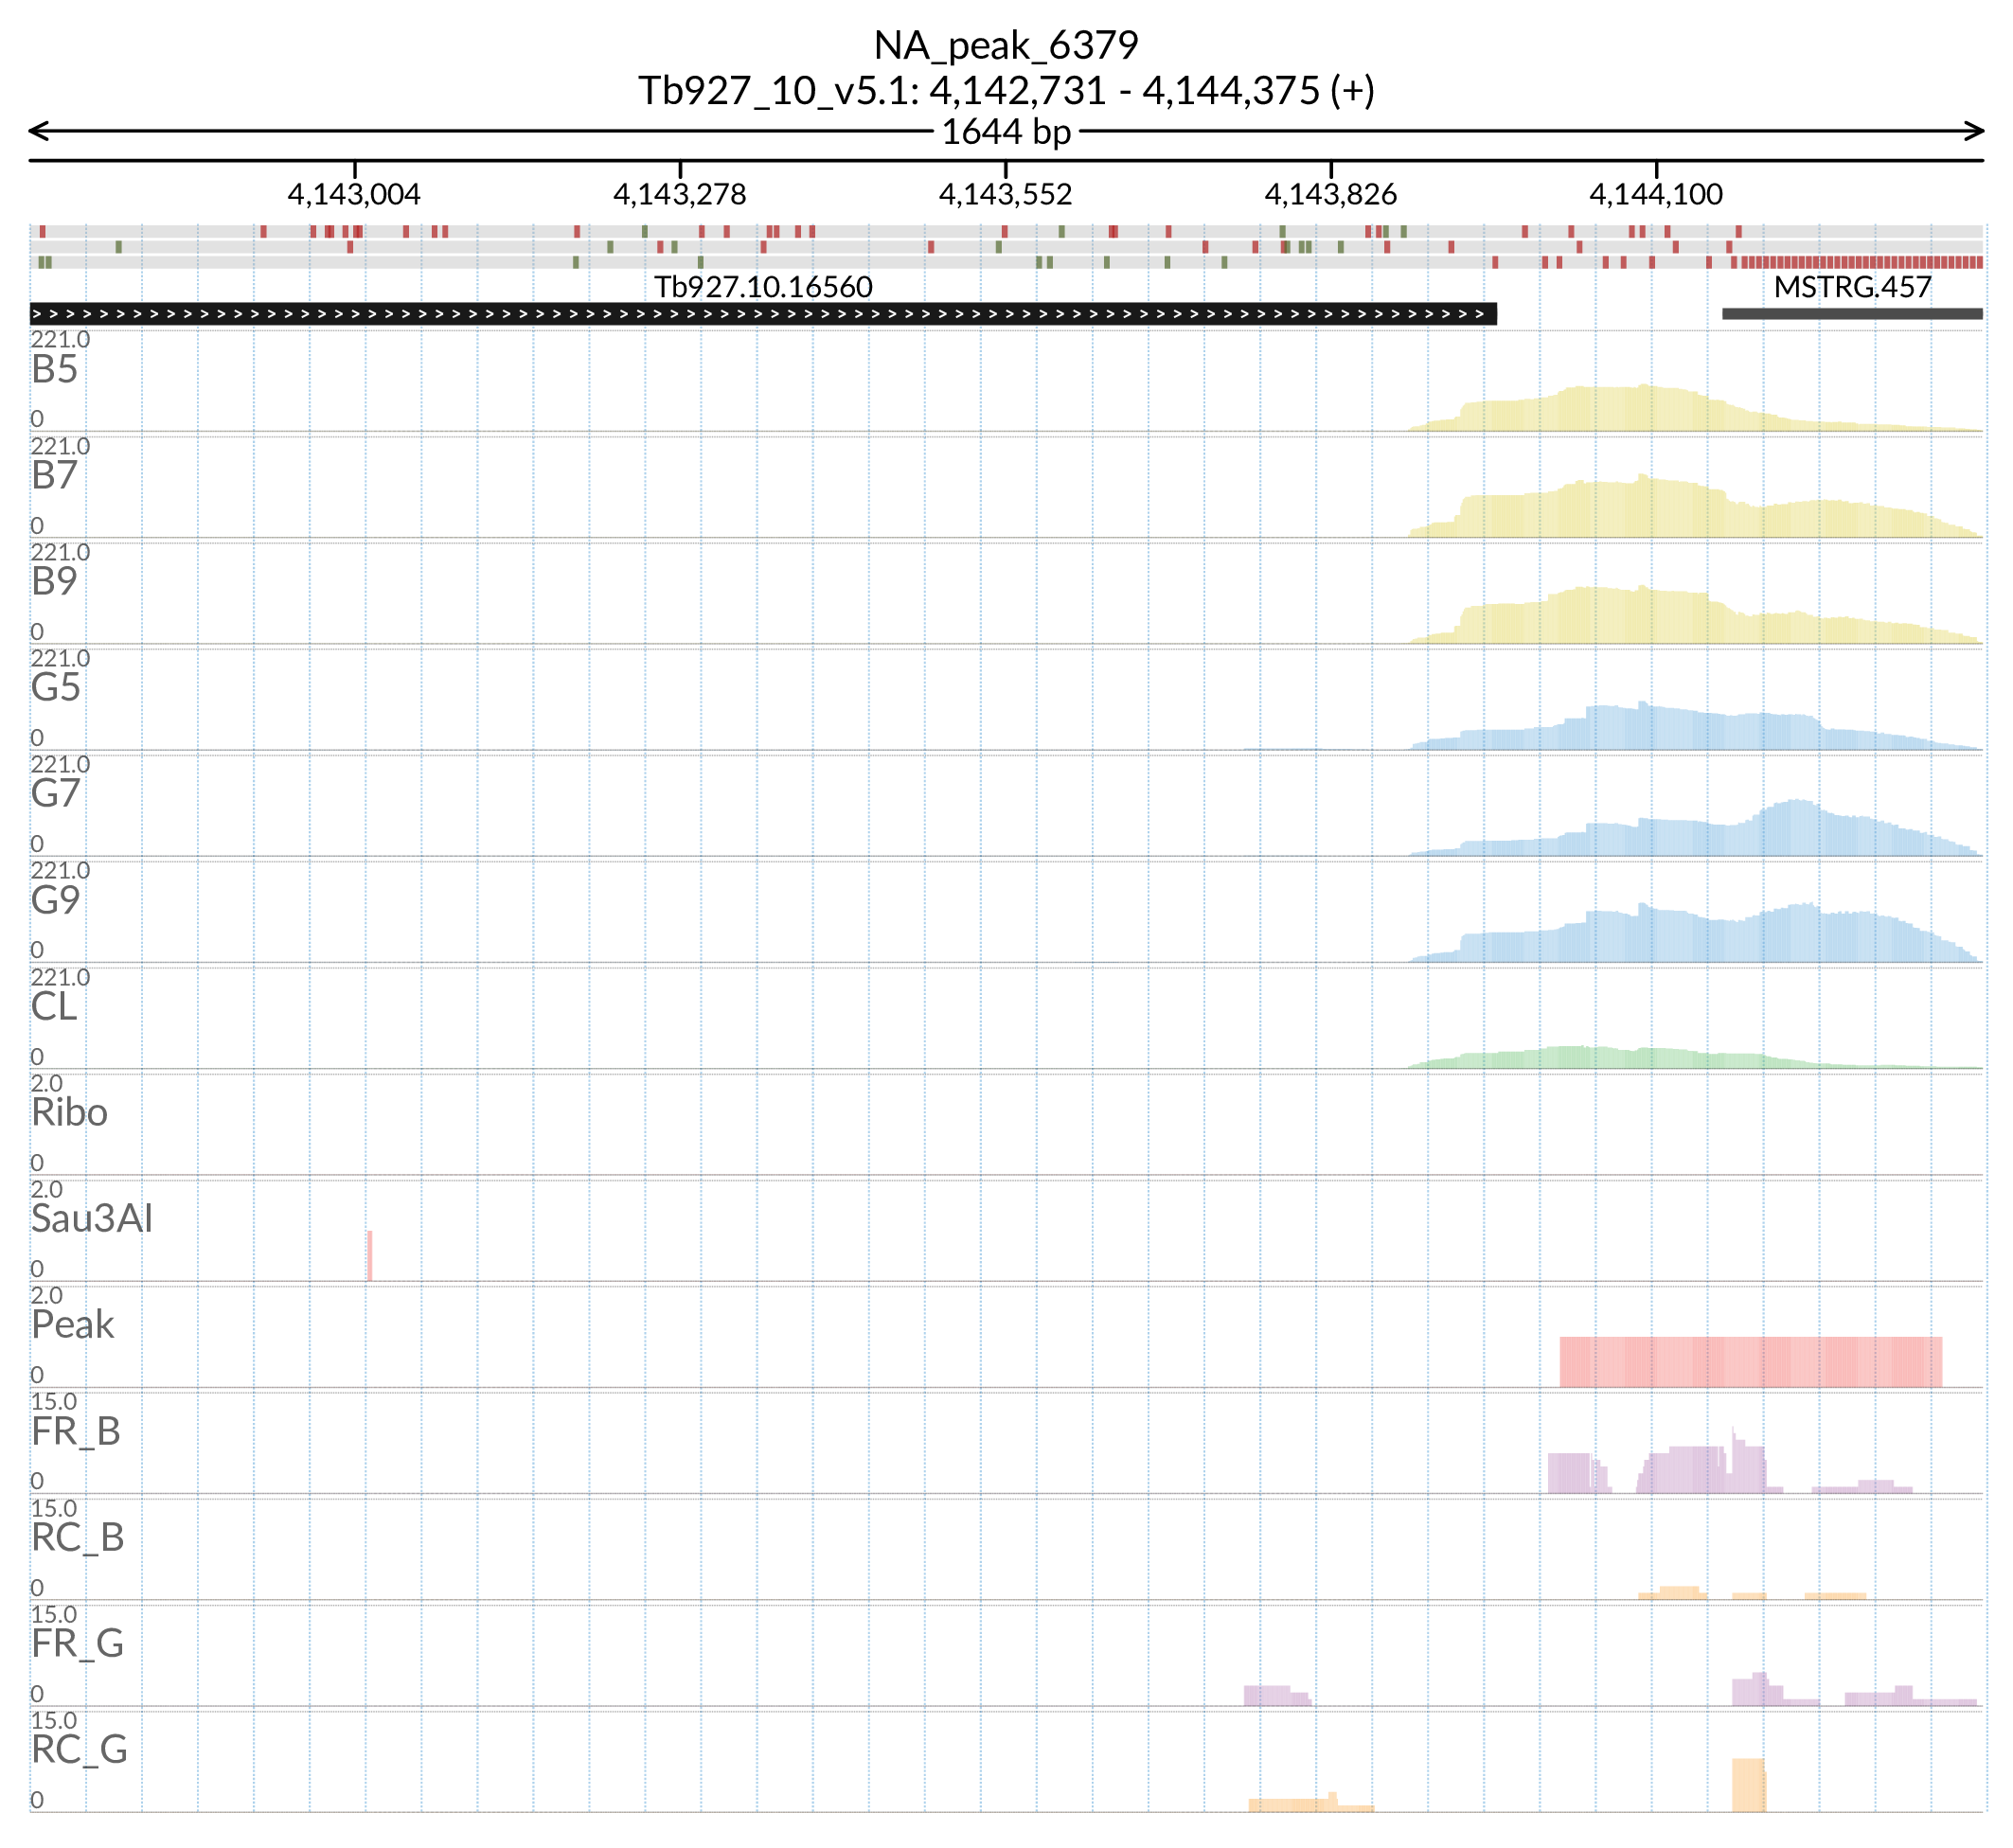 NA_peak_6379
Tb927_10_v5.1: 4,142,731 - 4,144,375 (+)
1644 bp
4,143,004 4,143,278 4,143,552 4,143,826 4,144,100
Tb927.10.16560 MSTRG.457
221.0
B5
0
221.0
B7
0
221.0
B9
0
221.0
G5
0
221.0
G7
0
221.0
G9
0
221.0
CL
0
2.0
Ribo
0
2.0
Sau3AI
0
2.0
Peak
0
15.0
FR_B
0
15.0
RC_B
0
15.0
FR_G
0
15.0
RC_G
0